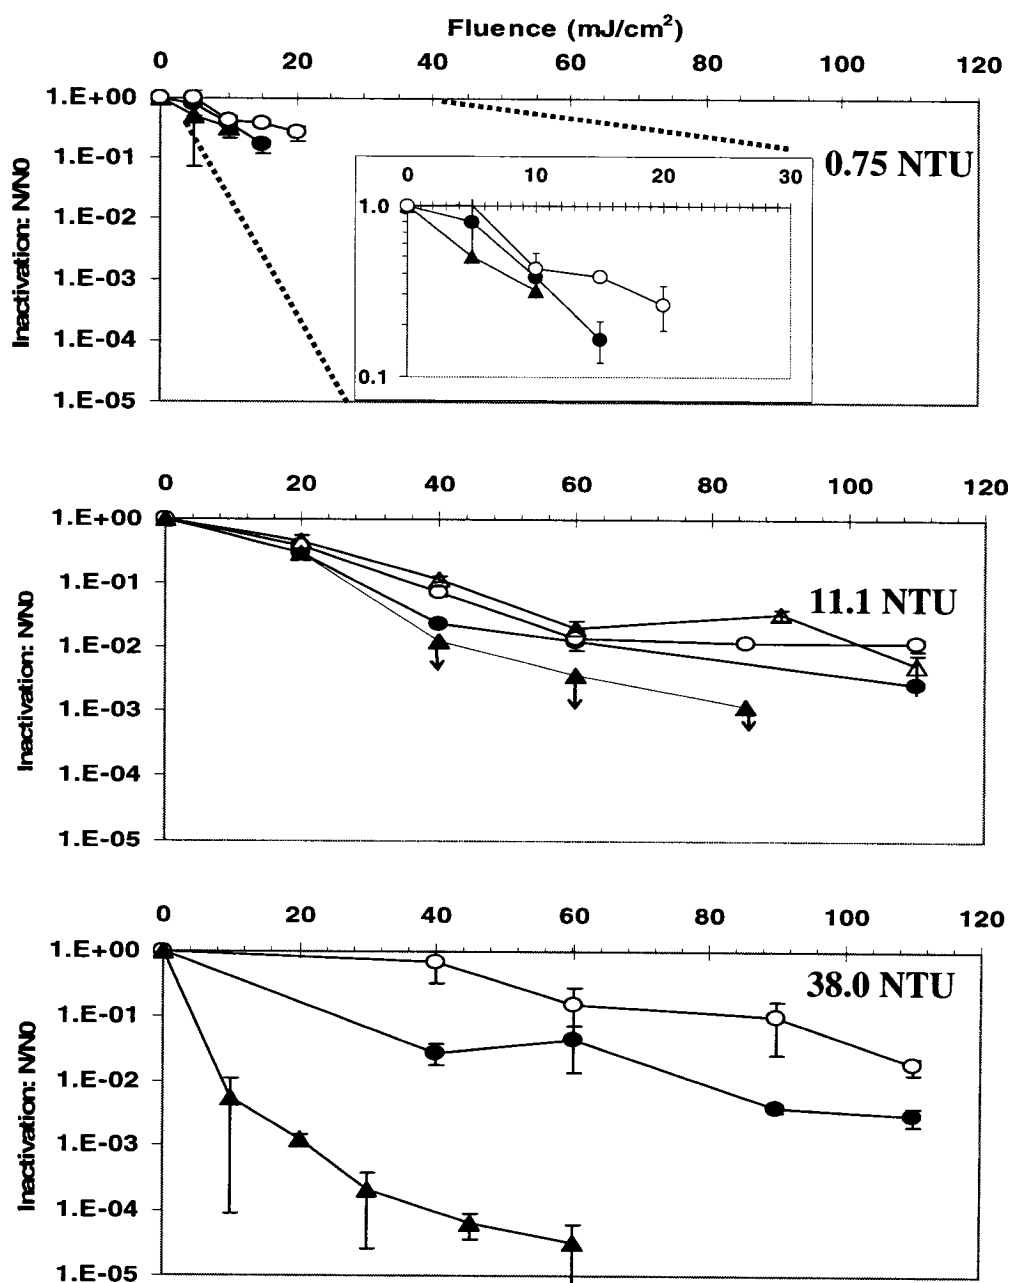 Fluence (mJ/cm²)
0 20 40 60 80 100 120
1.E+00
1.E-01
1.E-02
1.E-03
1.E-04
1.E-05
Inactivation: N/N0
0.75 NTU
0 10 20 30
1.0
0.1
0 20 40 60 80 100 120
1.E+00
1.E-01
1.E-02
1.E-03
1.E-04
1.E-05
Inactivation: N/N0
11.1 NTU
0 20 40 60 80 100 120
1.E+00
1.E-01
1.E-02
1.E-03
1.E-04
1.E-05
Inactivation: N/N0
38.0 NTU